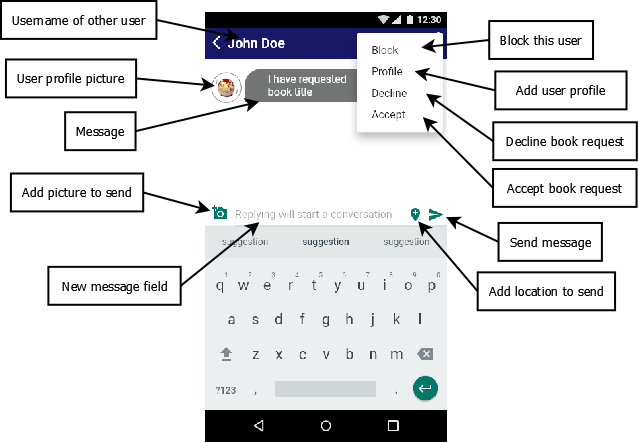 Username of other user
12:30
John Doe
Block this user
Block
User profile picture
I have requested
book litle
Profile
Add user profile
Decline
Message
Accept
Decline book request
Accept book request
Add picture to send
Replying will start a conversation
Send message
suggestion suggestion suggestion
New message field
Add location to send
1 2 3 4 5 6 7 8 9 0
q w e r t y u i o p
a s d f g h j k l
z x c v b n m
?123 , .